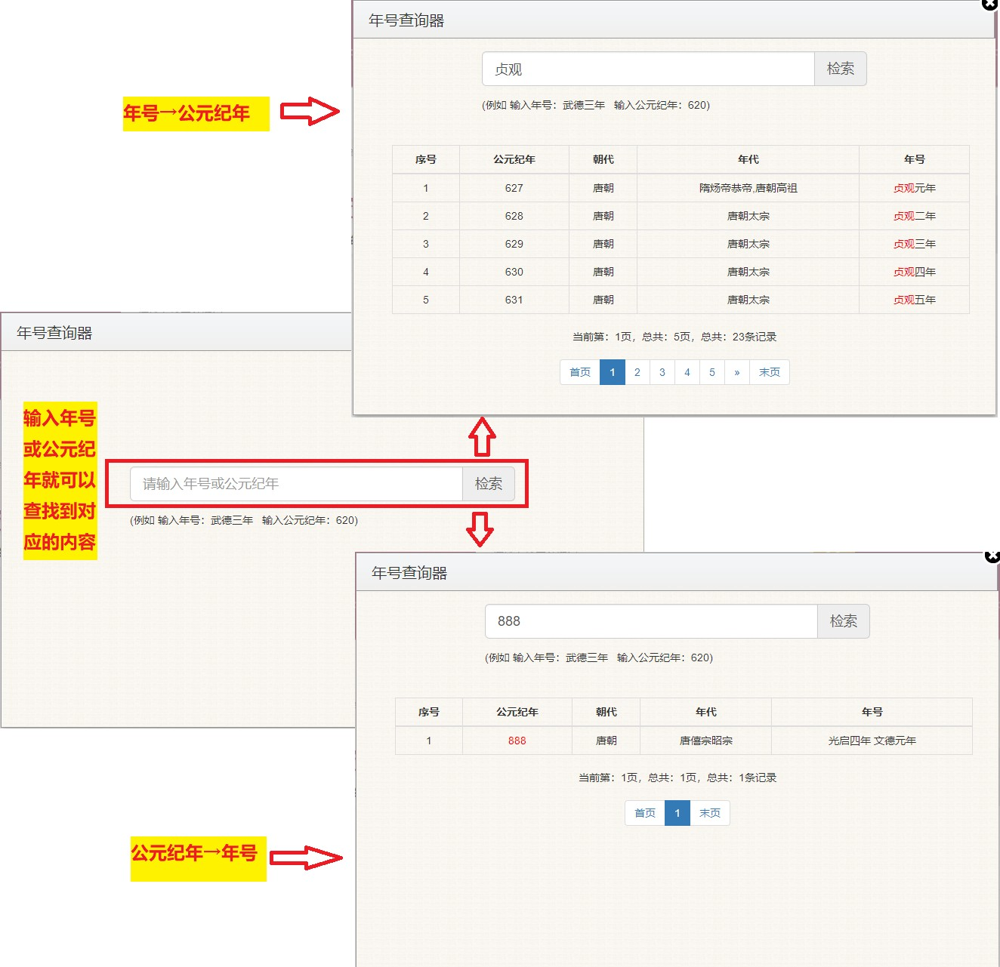 年号查询器
贞观 检索
(例如 输入年号：武德三年 输入公元纪年：620)
年号→公元纪年
序号 公元纪年 朝代 年代 年号
1 627 唐朝 隋炀帝恭帝,唐朝高祖 贞观元年
2 628 唐朝 唐朝太宗 贞观二年
3 629 唐朝 唐朝太宗 贞观三年
4 630 唐朝 唐朝太宗 贞观四年
5 631 唐朝 唐朝太宗 贞观五年
当前第：1页，总共：5页，总共：23条记录
首页 1 2 3 4 5 » 末页
年号查询器
输入年号
或公元纪
年就可以
查找到对
应的内容
请输入年号或公元纪年 检索
(例如 输入年号：武德三年 输入公元纪年：620)
年号查询器
888 检索
(例如 输入年号：武德三年 输入公元纪年：620)
序号 公元纪年 朝代 年代 年号
1 888 唐朝 唐僖宗昭宗 光启四年 文德元年
当前第：1页，总共：1页，总共：1条记录
首页 1 末页
公元纪年→年号